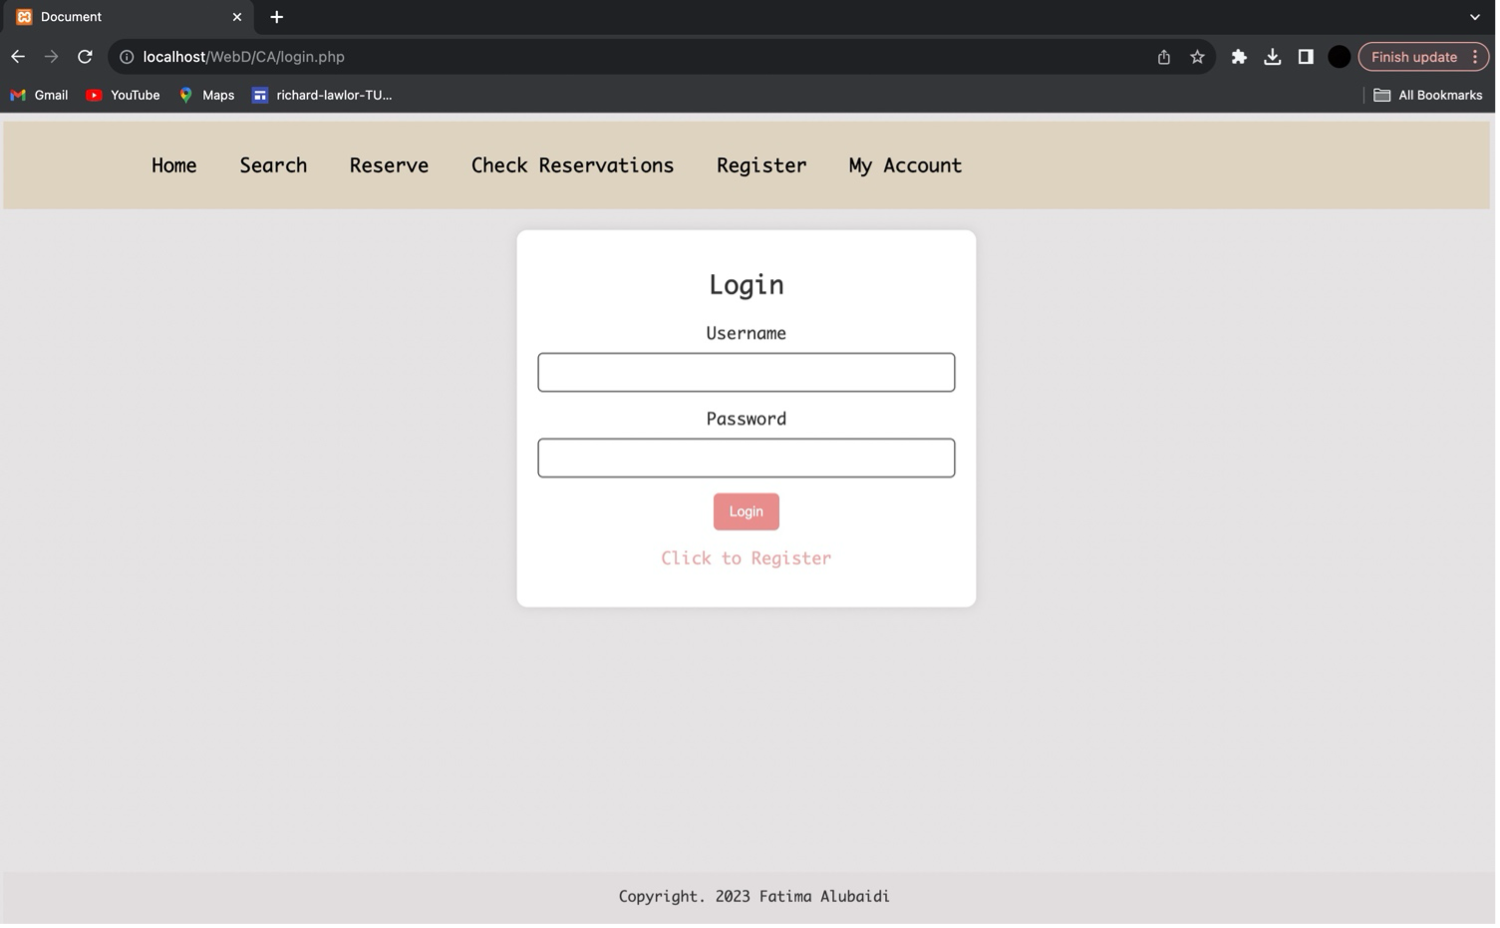 Document
localhost/WebD/CA/login.php
Finish update
Gmail YouTube Maps richard-lawlor-TU... All Bookmarks
Home Search Reserve Check Reservations Register My Account
Login
Username
Password
Login
Click to Register
Copyright. 2023 Fatima Alubaidi